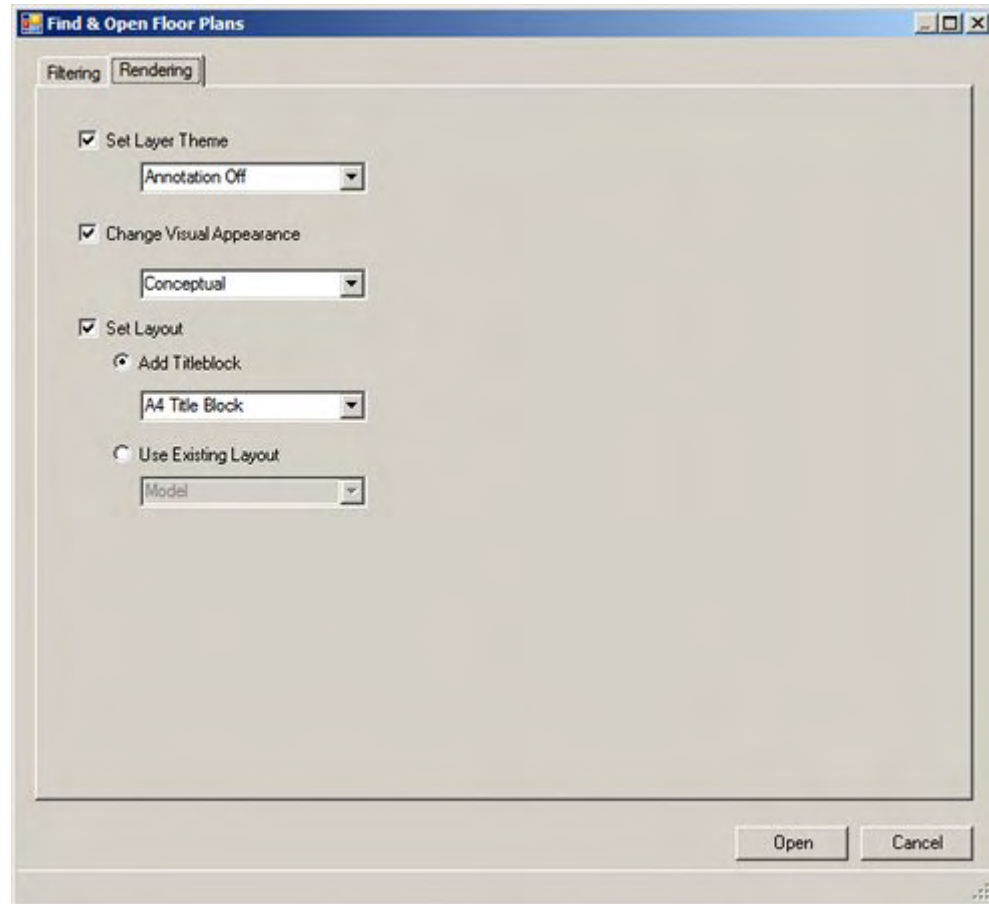 Find & Open Floor Plans
Filtering
Rendering
Set Layer Theme
Annotation Off
Change Visual Appearance
Conceptual
Set Layout
Add Titleblock
A4 Title Block
Use Existing Layout
Model
Open
Cancel